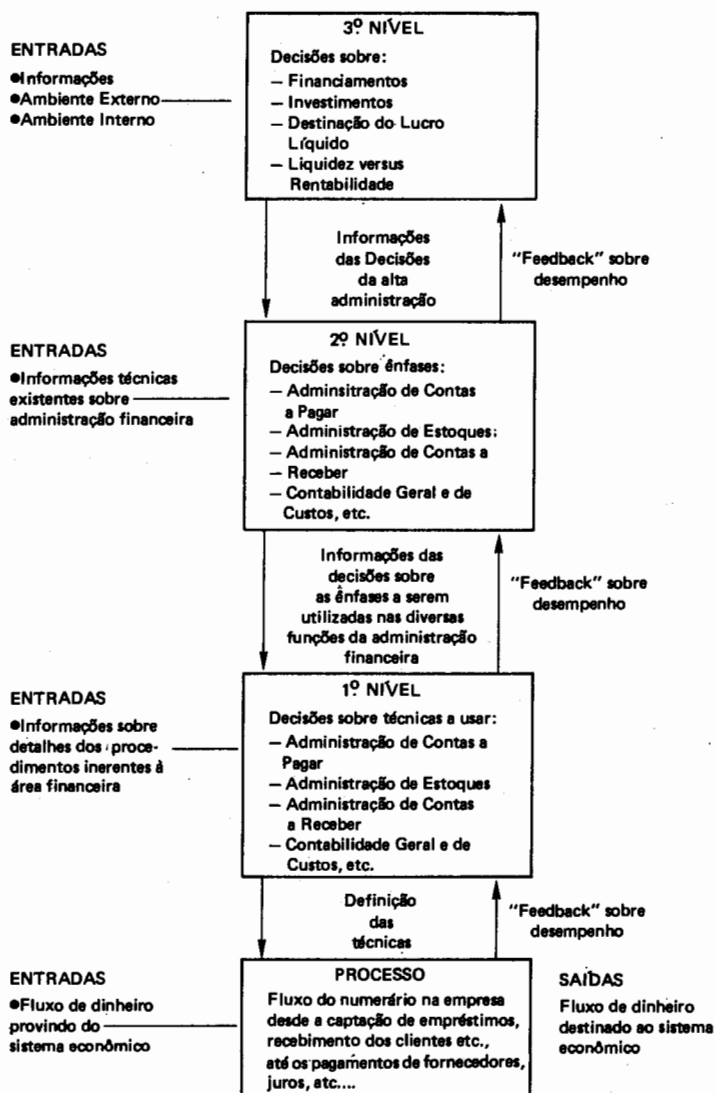 3º NÍVEL
ENTRADAS
●Informações
●Ambiente Externo
●Ambiente Interno
Decisões sobre:
– Financiamentos
– Investimentos
– Destinação do Lucro
Líquido
– Liquidez versus
Rentabilidade
Informações
das Decisões
da alta
administração
"Feedback" sobre
desempenho
2º NÍVEL
ENTRADAS
●Informações técnicas
existentes sobre
administração financeira
Decisões sobre ênfases:
– Adminsitração de Contas
a Pagar
– Administração de Estoques;
– Administração de Contas a
– Receber
– Contabilidade Geral e de
Custos, etc.
Informações das
decisões sobre
as ênfases a serem
utilizadas nas diversas
funções da administração
financeira
"Feedback" sobre
desempenho
1º NÍVEL
ENTRADAS
●Informações sobre
detalhes dos proce-
dimentos inerentes à
área financeira
Decisões sobre técnicas a usar:
– Administração de Contas a
Pagar
– Administração de Estoques
– Administração de Contas
a Receber
– Contabilidade Geral e de
Custos, etc.
Definição
das
técnicas
"Feedback" sobre
desempenho
PROCESSO
ENTRADAS
●Fluxo de dinheiro
provindo do
sistema econômico
Fluxo do numerário na empresa
desde a captação de empréstimos,
recebimento dos clientes etc.,
até os pagamentos de fornecedores,
juros, atc....
SAÍDAS
Fluxo de dinheiro
destinado ao sistema
econômico